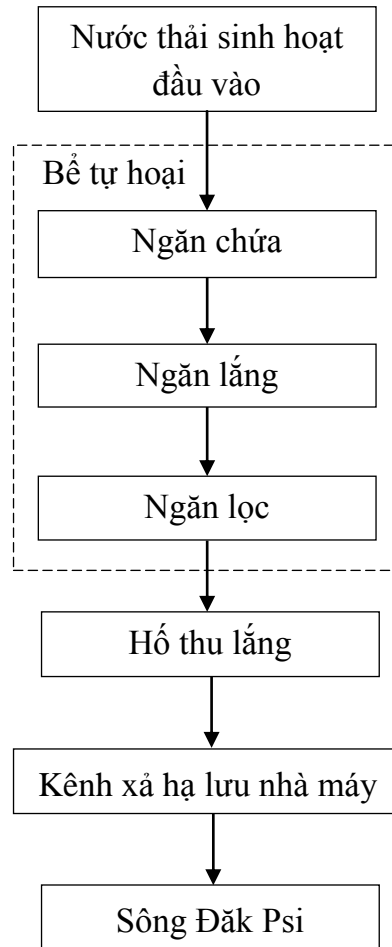 Nước thải sinh hoạt
đầu vào
Bể tự hoại
Ngăn chứa
Ngăn lắng
Ngăn lọc
Hố thu lắng
Kênh xả hạ lưu nhà máy
Sông Đăk Psi